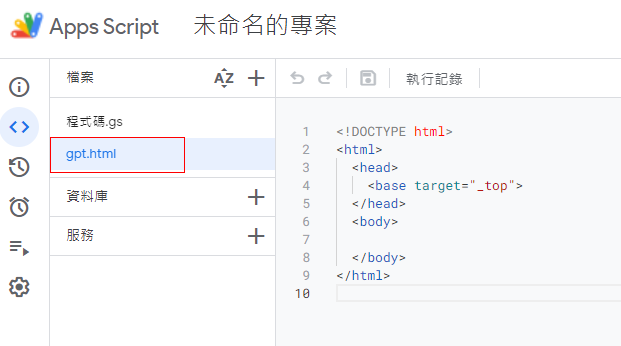 Apps Script 未命名的專案
檔案 AZ
執行記錄
程式碼.gs
gpt.html
資料庫
服務
1 <!DOCTYPE html>
2 <html>
3 <head>
4 <base target="_top">
5 </head>
6 <body>
7
8 </body>
9 </html>
10